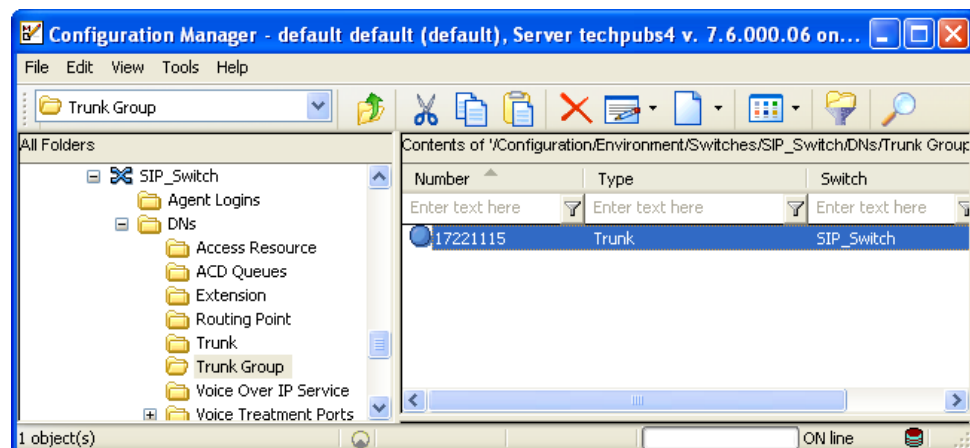 Configuration Manager - default default (default), Server techpubs4 v. 7.6.000.06 on...
File Edit View Tools Help
Trunk Group
All Folders
Contents of '/Configuration/Environment/Switches/SIP_Switch/DNs/Trunk Group
SIP_Switch
Agent Logins
DNs
Access Resource
ACD Queues
Extension
Routing Point
Trunk
Trunk Group
Voice Over IP Service
Voice Treatment Ports
Number Type Switch
Enter text here Enter text here Enter text here
17221115 Trunk SIP_Switch
1 object(s)
ON line